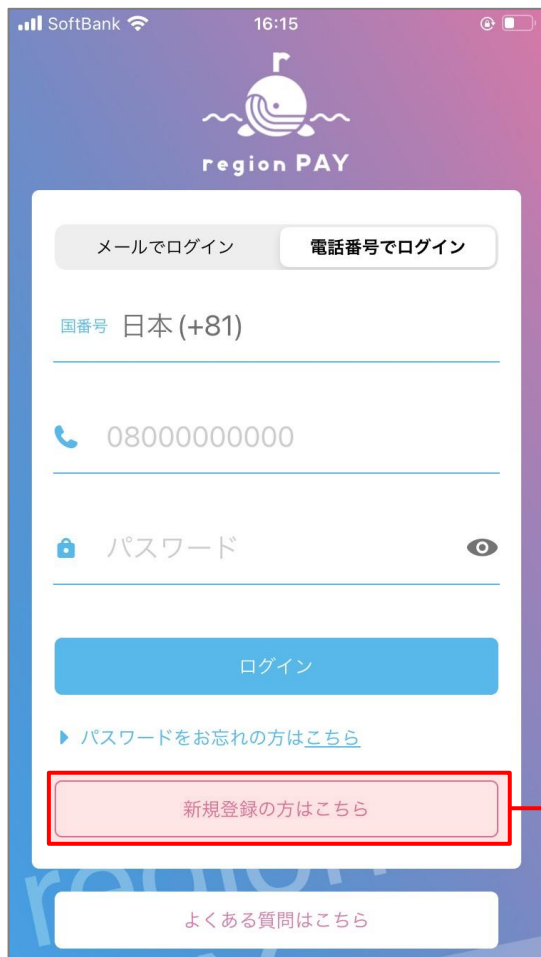 SoftBank 16:15
r
region PAY
メールでログイン 電話番号でログイン
国番号 日本 (+81)
08000000000
パスワード
ログイン
パスワードをお忘れの方はこちら
新規登録の方はこちら
region
よくある質問はこちら